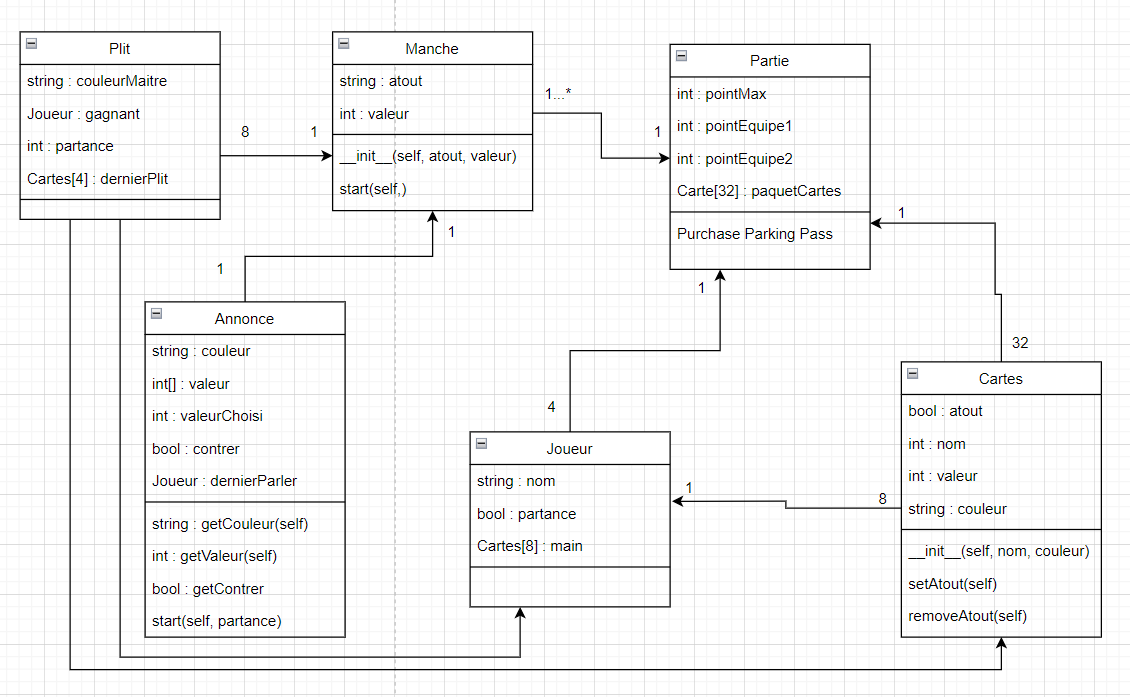 Plit
string : couleurMaitre
Joueur : gagnant
int : partance
Cartes[4] : dernierPlit
8
1
Manche
string : atout
int : valeur
__init__(self, atout, valeur)
start(self,)
1...*
1
Partie
int : pointMax
int : pointEquipe1
int : pointEquipe2
Carte[32] : paquetCartes
Purchase Parking Pass
1
1
1
1
32
Annonce
string : couleur
int[] : valeur
int : valeurChoisi
bool : contrer
Joueur : dernierParler
string : getCouleur(self)
int : getValeur(self)
bool : getContrer
start(self, partance)
4
Joueur
string : nom
bool : partance
Cartes[8] : main
1
8
Cartes
bool : atout
int : nom
int : valeur
string : couleur
__init__(self, nom, couleur)
setAtout(self)
removeAtout(self)